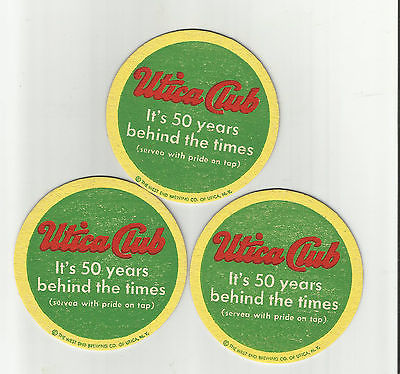 Utica Club
It's 50 years
behind the times
(served with pride on tap)
© THE WEST END BREWING CO. OF UTICA, N.Y.
Utica Club
It's 50 years
behind the times
(served with pride on tap)
© THE WEST END BREWING CO. OF UTICA, N.Y.
Utica Club
It's 50 years
behind the times
(served with pride on tap)
© THE WEST END BREWING CO. OF UTICA, N.Y.